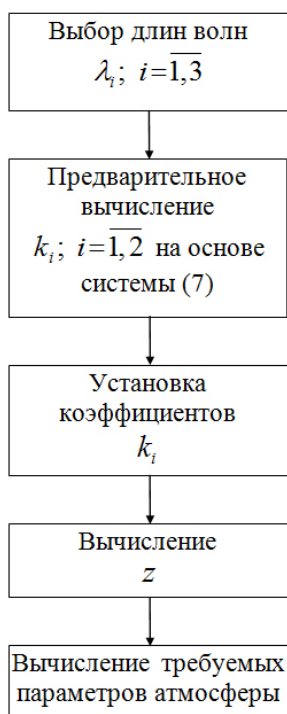 Выбор длин волн
λᵢ; i=1,3
Предварительное
вычисление
kᵢ; i=1,2 на основе
системы (7)
Установка
коэффициентов
kᵢ
Вычисление
z
Вычисление требуемых
параметров атмосферы